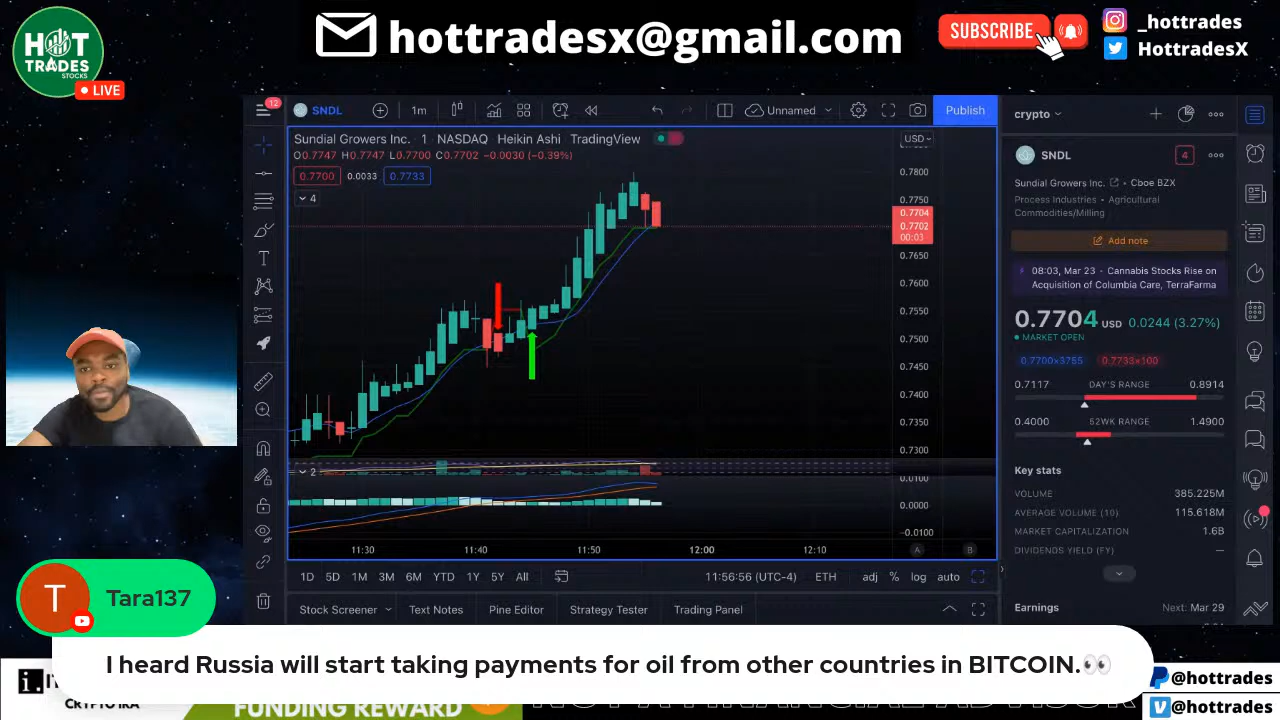 HOT
TRADES
STOCKS
LIVE
hottradesx@gmail.com
SUBSCRIBE
_hottrades
HottradesX
12
SNDL
1m
Unnamed
Publish
Sundial Growers Inc. 1 NASDAQ Heikin Ashi TradingView
O0.7747 H0.7747 L0.7700 C0.7702 −0.0030 (−0.39%)
0.7700 0.0033 0.7733
4
USD
0.7800
0.7750
0.7704
0.7702
00:03
0.7650
0.7600
0.7550
0.7500
0.7450
0.7400
0.7350
0.7300
2
0.0100
0.0000
−0.0100
11:30 11:40 11:50 12:00 12:10 A B
1D 5D 1M 3M 6M YTD 1Y 5Y All 11:56:56 (UTC-4) ETH adj % log auto
Stock Screener Text Notes Pine Editor Strategy Tester Trading Panel
crypto
SNDL 4
Sundial Growers Inc. • Cboe BZX
Process Industries • Agricultural
Commodities/Milling
Add note
08:03, Mar 23 - Cannabis Stocks Rise on
Acquisition of Columbia Care, TerraFarma
0.7704 USD 0.0244 (3.27%)
MARKET OPEN
0.7700×3755 0.7733×100
0.7117 DAY'S RANGE 0.8914
0.4000 52WK RANGE 1.4900
Key stats
VOLUME 385.225M
AVERAGE VOLUME (10) 115.618M
MARKET CAPITALIZATION 1.6B
DIVIDENDS YIELD (FY) —
Earnings Next: Mar 29
T Tara137
I heard Russia will start taking payments for oil from other countries in BITCOIN.👀
CRYPTO IRA
FUNDING REWARD
NOT A FINANCIAL ADVISOR
@hottrades
@hottrades